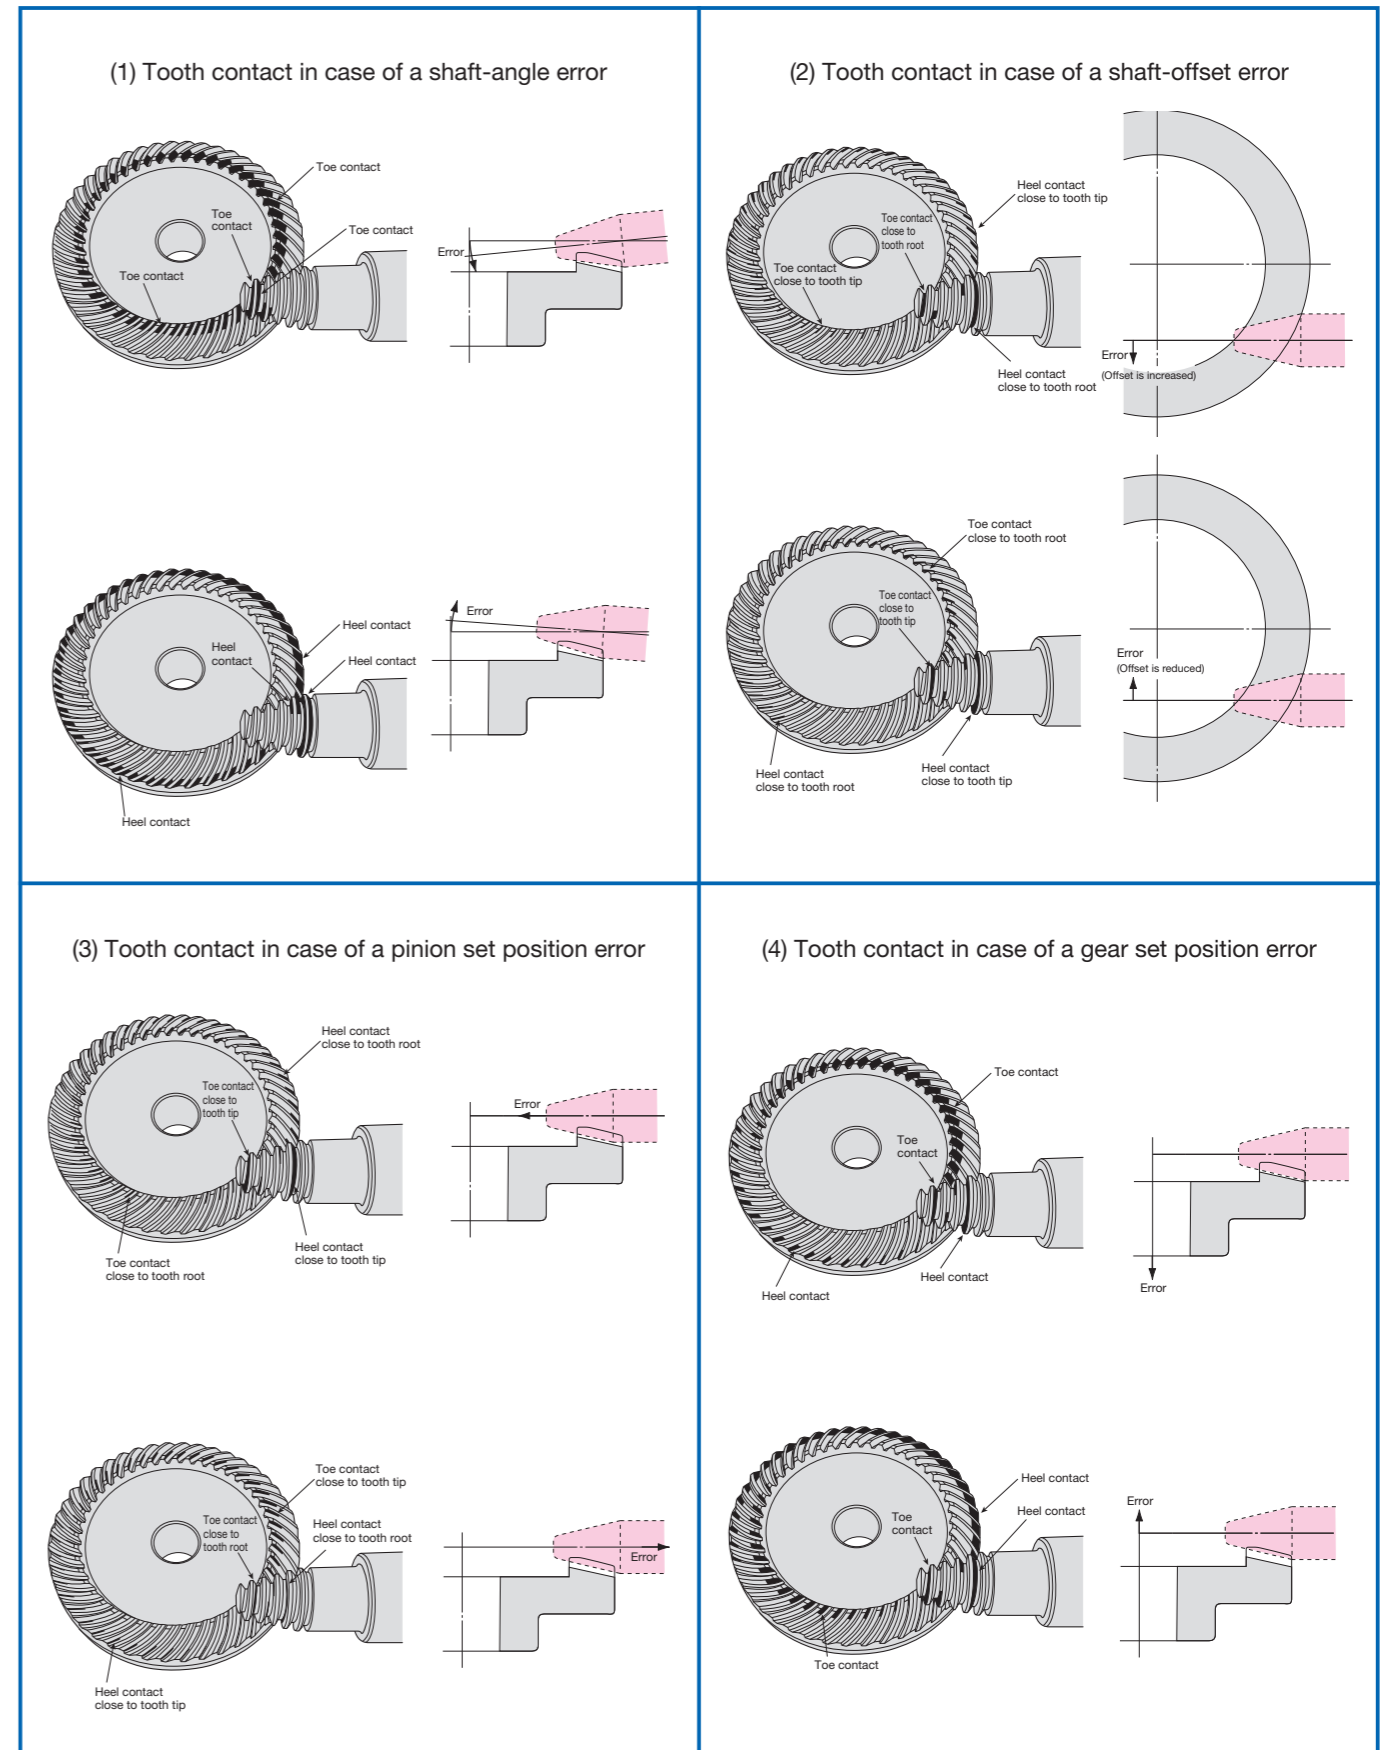 (1) Tooth contact in case of a shaft-angle error
Toe contact
Toe
contact
Toe contact
Toe contact
Error
Heel contact
Heel
contact
Heel contact
Heel contact
Error
(2) Tooth contact in case of a shaft-offset error
Heel contact
close to tooth tip
Toe contact
close to
tooth root
Toe contact
close to tooth tip
Heel contact
close to tooth root
Error
(Offset is increased)
Toe contact
close to tooth root
Toe contact
close to
tooth tip
Heel contact
close to tooth root
Heel contact
close to tooth tip
Error
(Offset is reduced)
(3) Tooth contact in case of a pinion set position error
Heel contact
close to tooth root
Toe contact
close to
tooth tip
Heel contact
close to tooth tip
Toe contact
close to tooth root
Error
Toe contact
close to tooth tip
Toe contact
close to
tooth root
Heel contact
close to tooth root
Heel contact
close to tooth tip
Error
(4) Tooth contact in case of a gear set position error
Toe contact
Toe
contact
Heel contact
Heel contact
Error
Heel contact
Toe
contact
Heel contact
Toe contact
Error